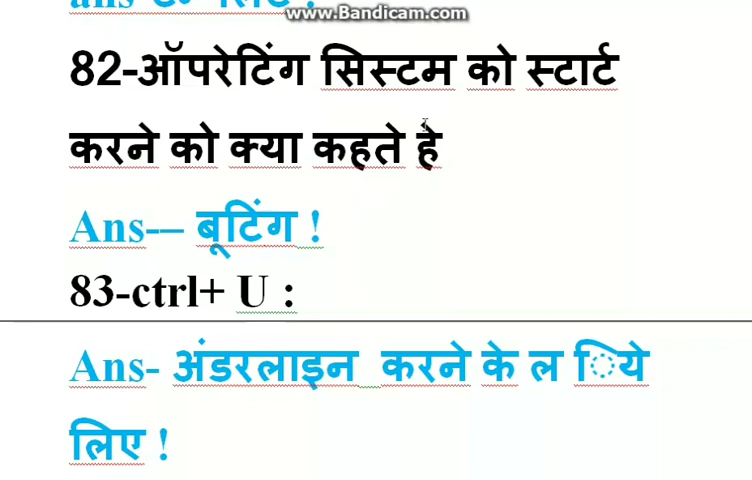 www.Bandicam.com
82-ऑपरेटिंग सिस्टम को स्टार्ट
करने को क्या कहते है
Ans-– बूटिंग !
83-ctrl+ U :
Ans- अंडरलाइन करने के ल िये
लिए !